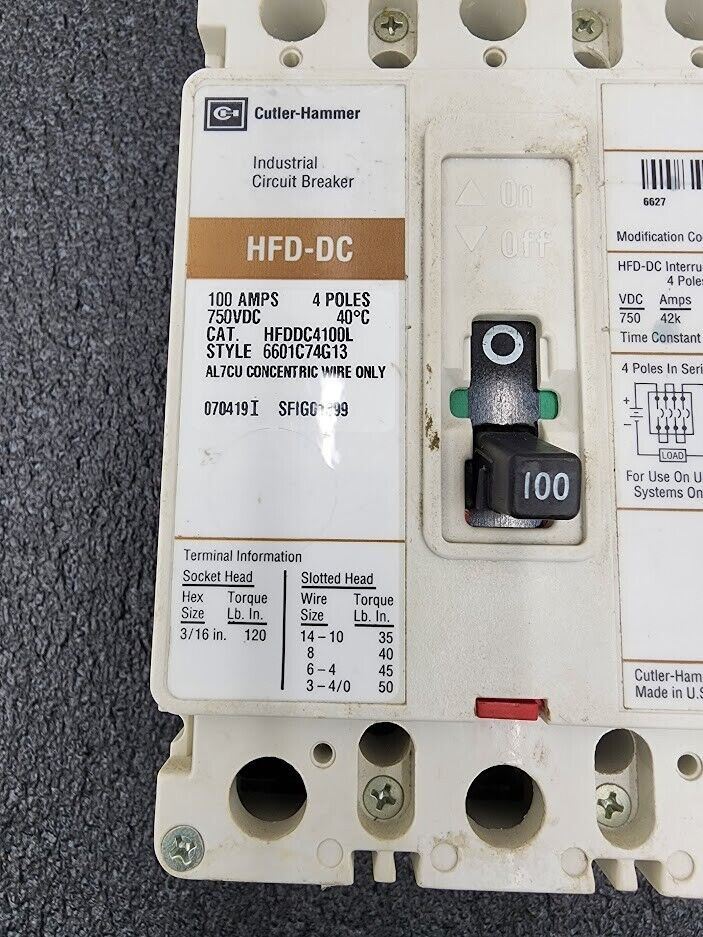 Cutler-Hammer
Industrial
Circuit Breaker
HFD-DC
100 AMPS 4 POLES
750VDC 40°C
CAT. HFDDC4100L
STYLE 6601C74G13
AL7CU CONCENTRIC WIRE ONLY
070419I
Terminal Information
Socket Head
Hex Torque
Size Lb. In.
3/16 in. 120
Slotted Head
Wire Torque
Size Lb. In.
14-10 35
8 40
6-4 45
3-4/0 50
On
Off
O
100
6627
Modification Co
HFD-DC Interru
4 Poles
VDC Amps
750 42k
Time Constant
4 Poles In Seri
+
-
LOAD
For Use On U
Systems On
Cutler-Ham
Made in U.S